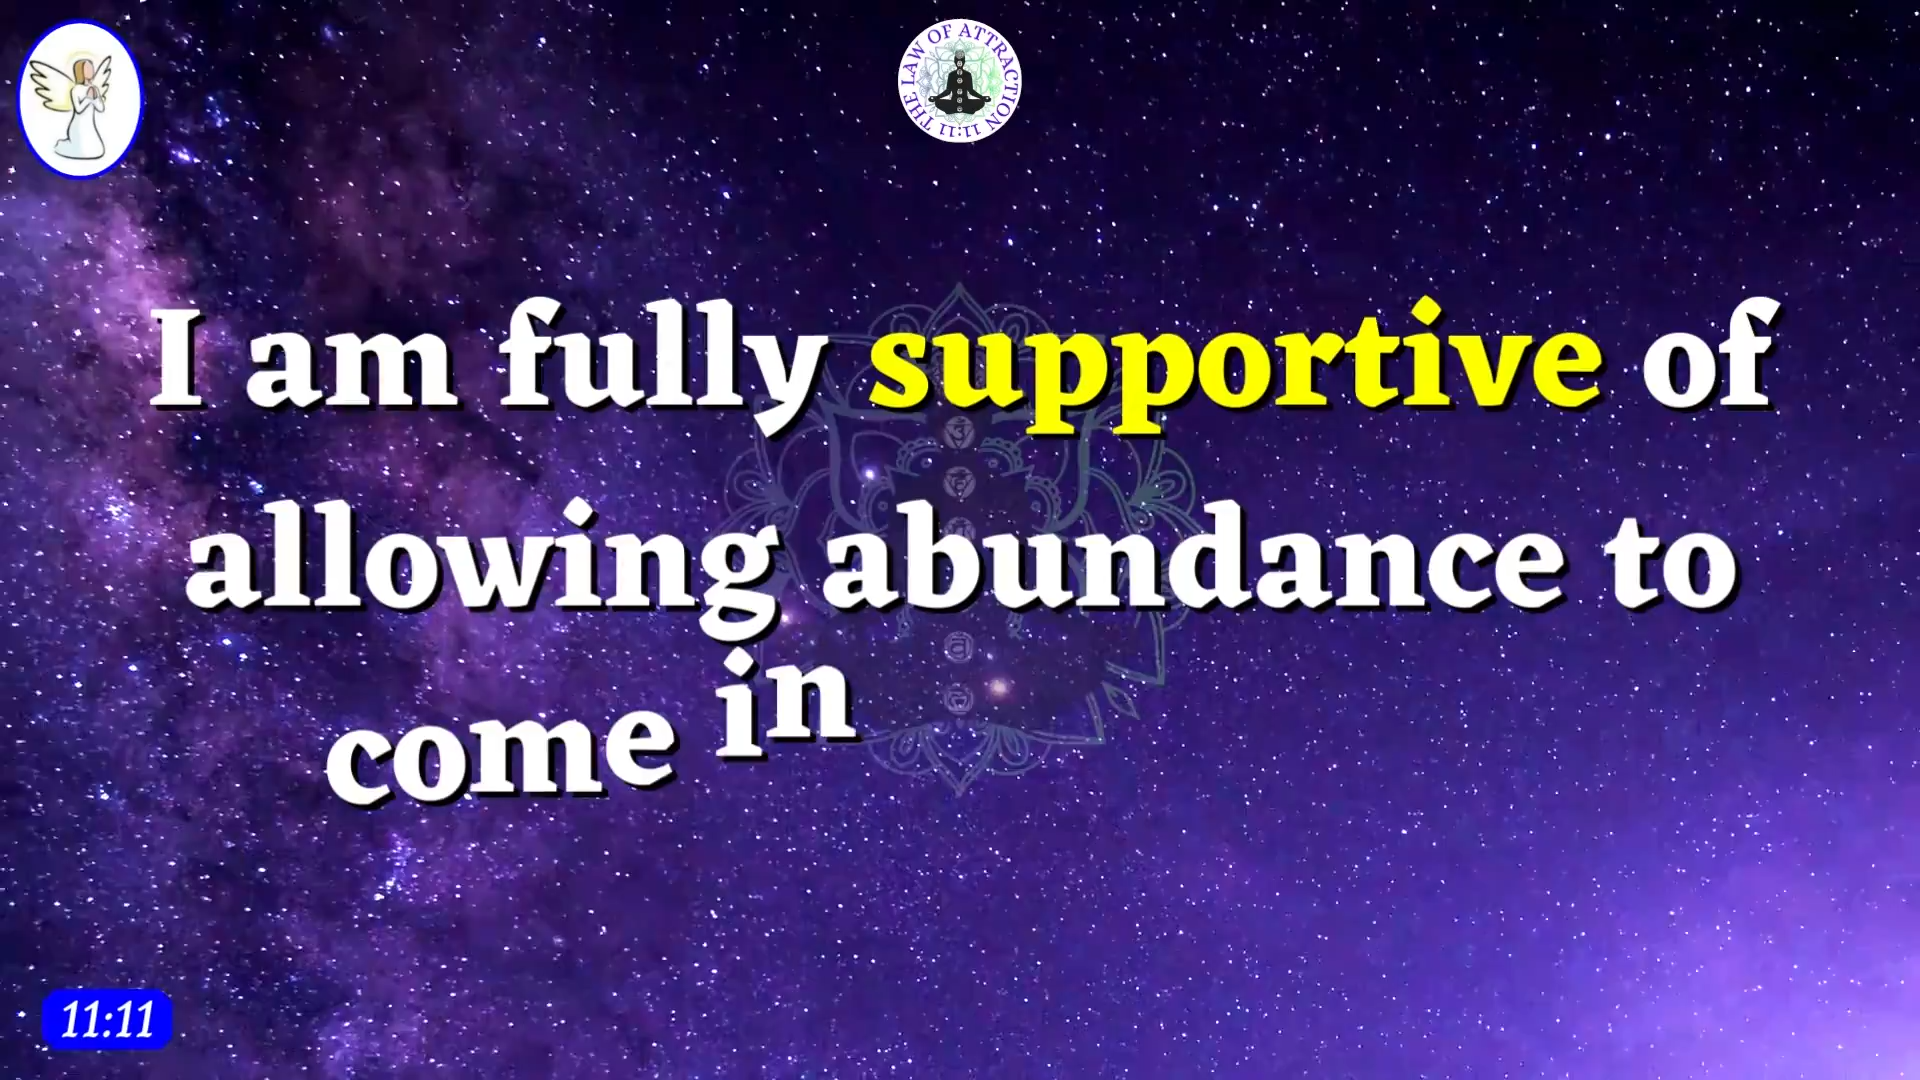 THE LAW OF ATTRACTION 11:11
I am fully supportive of
allowing abundance to
come in
11:11